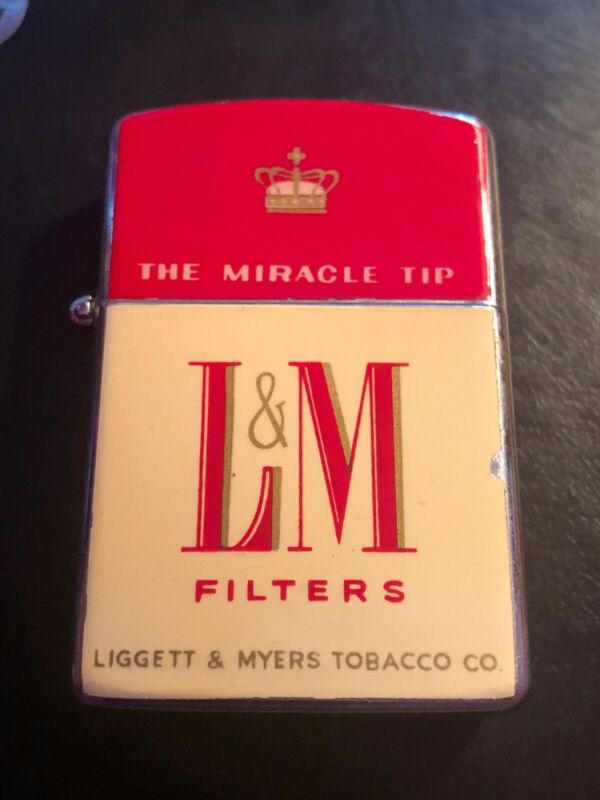 THE MIRACLE TIP
L&M
FILTERS
LIGGETT & MYERS TOBACCO CO.